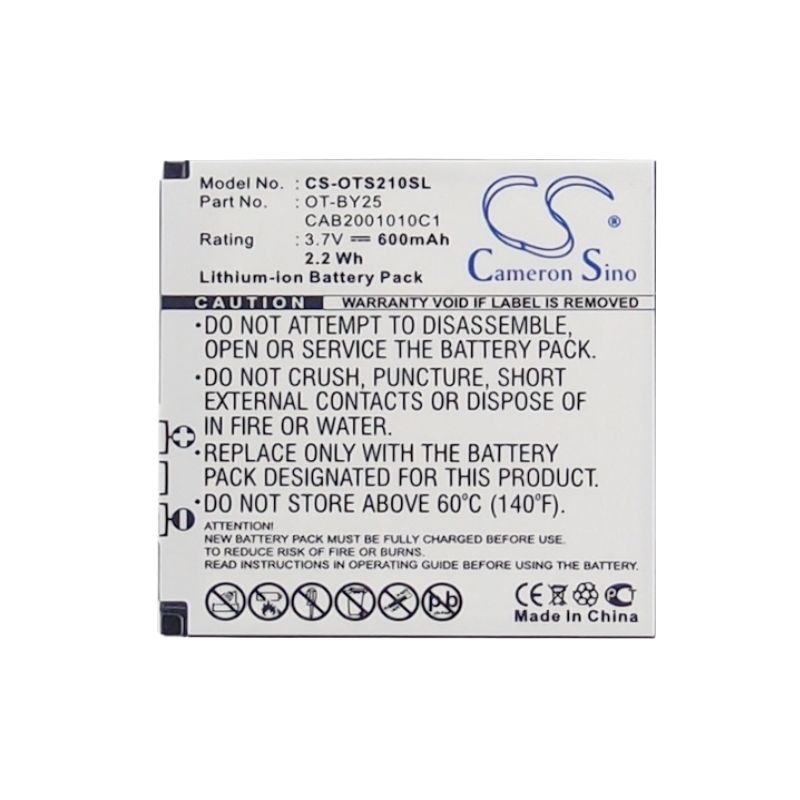 Model No. : CS-OTS210SL
Part No. : OT-BY25
CAB2001010C1
Rating : 3.7V 600mAh
2.2 Wh
Lithium-ion Battery Pack
CS ®
Cameron Sino
CAUTION WARRANTY VOID IF LABEL IS REMOVED
•DO NOT ATTEMPT TO DISASSEMBLE,
OPEN OR SERVICE THE BATTERY PACK.
•DO NOT CRUSH, PUNCTURE, SHORT
EXTERNAL CONTACTS OR DISPOSE OF
IN FIRE OR WATER.
•REPLACE ONLY WITH THE BATTERY
PACK DESIGNATED FOR THE PRODUCT.
•DO NOT STORE ABOVE 60°C (140°F).
ATTENTION!
NEW BATTERY PACK MUST BE FULLY CHARGED BEFORE USE.
TO REDUCE RISK OF FIRE OR BURNS.
READ INSTRUCTIONS IN OPERATING GUIDE BEFORE USING THE BATTERY.
pb CE
Made in China